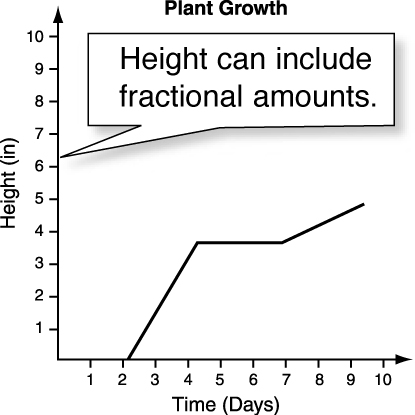 Plant Growth
Height can include
fractional amounts.
Height (in)
10
9
8
7
6
5
4
3
2
1
1 2 3 4 5 6 7 8 9 10
Time (Days)